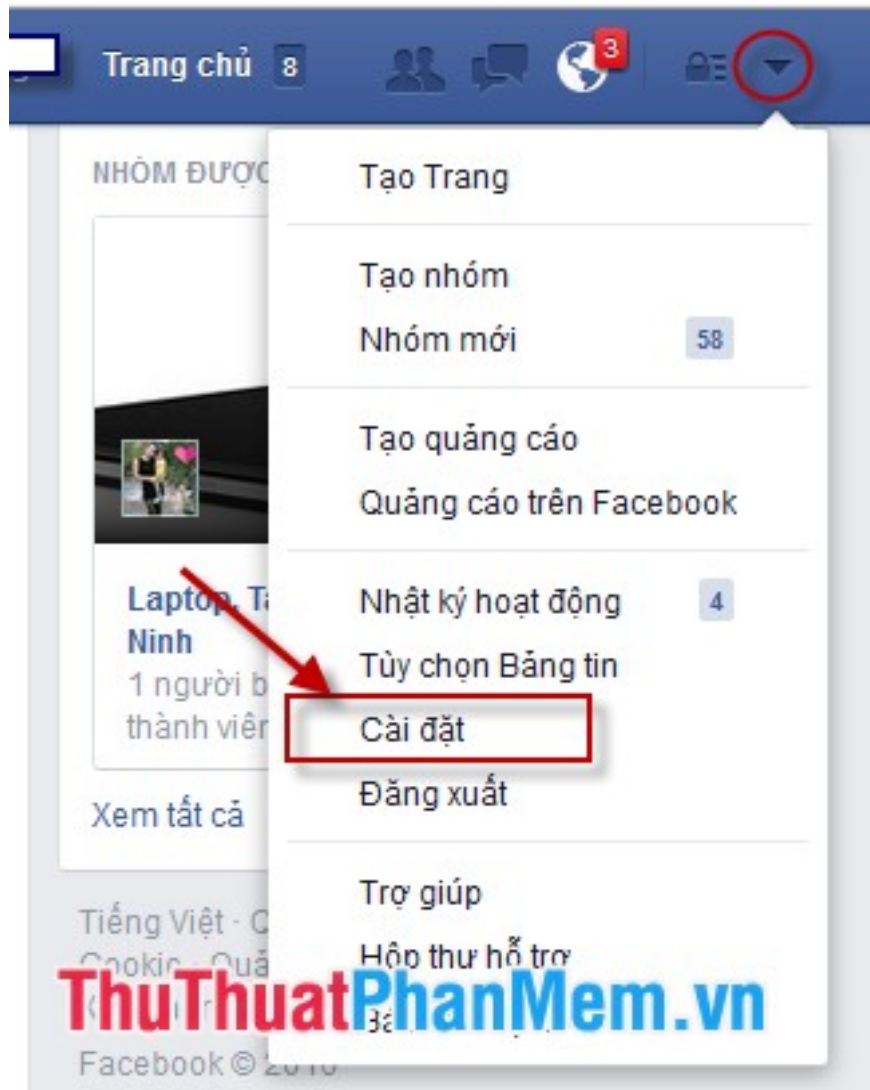 Trang chủ 8
3
NHÓM ĐƯỢC
Tạo Trang
Tạo nhóm
Nhóm mới 58
Tạo quảng cáo
Quảng cáo trên Facebook
Laptop,
Ninh
1 người
thành
Xem tất cả
Nhật ký hoạt động 4
Tùy chọn Bảng tin
Cài đặt
Đăng xuất
Trợ giúp
Hộp thư hỗ trợ
Tiếng Việt ·
Cookie ·
ThuThuatPhanMem.vn
Facebook ©